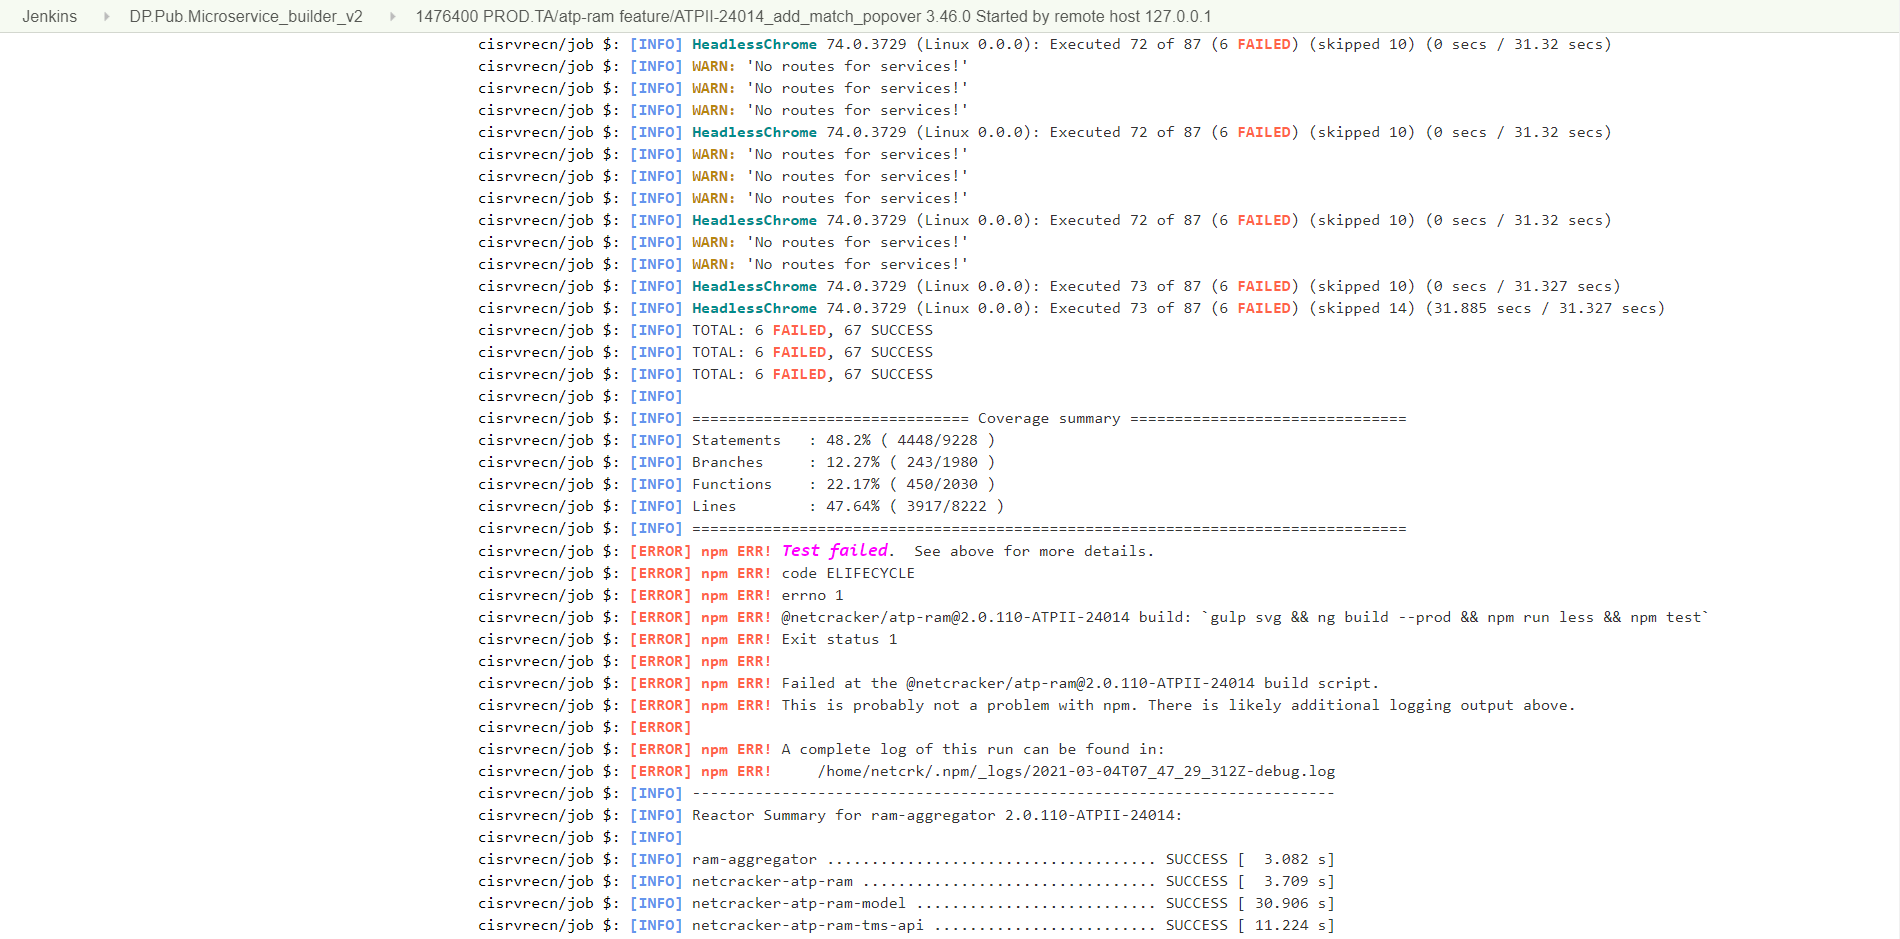 Jenkins DP.Pub.Microservice_builder_v2 1476400 PROD.TA/atp-ram feature/ATPII-24014_add_match_popover 3.46.0 Started by remote host 127.0.0.1
cisrvrecn/job $: [INFO] HeadlessChrome 74.0.3729 (Linux 0.0.0): Executed 72 of 87 (6 FAILED) (skipped 10) (0 secs / 31.32 secs)
cisrvrecn/job $: [INFO] WARN: 'No routes for services!'
cisrvrecn/job $: [INFO] WARN: 'No routes for services!'
cisrvrecn/job $: [INFO] WARN: 'No routes for services!'
cisrvrecn/job $: [INFO] HeadlessChrome 74.0.3729 (Linux 0.0.0): Executed 72 of 87 (6 FAILED) (skipped 10) (0 secs / 31.32 secs)
cisrvrecn/job $: [INFO] WARN: 'No routes for services!'
cisrvrecn/job $: [INFO] WARN: 'No routes for services!'
cisrvrecn/job $: [INFO] WARN: 'No routes for services!'
cisrvrecn/job $: [INFO] HeadlessChrome 74.0.3729 (Linux 0.0.0): Executed 72 of 87 (6 FAILED) (skipped 10) (0 secs / 31.32 secs)
cisrvrecn/job $: [INFO] WARN: 'No routes for services!'
cisrvrecn/job $: [INFO] WARN: 'No routes for services!'
cisrvrecn/job $: [INFO] HeadlessChrome 74.0.3729 (Linux 0.0.0): Executed 73 of 87 (6 FAILED) (skipped 10) (0 secs / 31.327 secs)
cisrvrecn/job $: [INFO] HeadlessChrome 74.0.3729 (Linux 0.0.0): Executed 73 of 87 (6 FAILED) (skipped 14) (31.885 secs / 31.327 secs)
cisrvrecn/job $: [INFO] TOTAL: 6 FAILED, 67 SUCCESS
cisrvrecn/job $: [INFO] TOTAL: 6 FAILED, 67 SUCCESS
cisrvrecn/job $: [INFO] TOTAL: 6 FAILED, 67 SUCCESS
cisrvrecn/job $: [INFO]
cisrvrecn/job $: [INFO] =============================== Coverage summary ===============================
cisrvrecn/job $: [INFO] Statements   : 48.2% ( 4448/9228 )
cisrvrecn/job $: [INFO] Branches     : 12.27% ( 243/1980 )
cisrvrecn/job $: [INFO] Functions    : 22.17% ( 450/2030 )
cisrvrecn/job $: [INFO] Lines        : 47.64% ( 3917/8222 )
cisrvrecn/job $: [INFO] ================================================================================
cisrvrecn/job $: [ERROR] npm ERR! Test failed.  See above for more details.
cisrvrecn/job $: [ERROR] npm ERR! code ELIFECYCLE
cisrvrecn/job $: [ERROR] npm ERR! errno 1
cisrvrecn/job $: [ERROR] npm ERR! @netcracker/atp-ram@2.0.110-ATPII-24014 build: `gulp svg && ng build --prod && npm run less && npm test`
cisrvrecn/job $: [ERROR] npm ERR! Exit status 1
cisrvrecn/job $: [ERROR] npm ERR!
cisrvrecn/job $: [ERROR] npm ERR! Failed at the @netcracker/atp-ram@2.0.110-ATPII-24014 build script.
cisrvrecn/job $: [ERROR] npm ERR! This is probably not a problem with npm. There is likely additional logging output above.
cisrvrecn/job $: [ERROR]
cisrvrecn/job $: [ERROR] npm ERR! A complete log of this run can be found in:
cisrvrecn/job $: [ERROR] npm ERR!     /home/netcrk/.npm/_logs/2021-03-04T07_47_29_312Z-debug.log
cisrvrecn/job $: [INFO] ------------------------------------------------------------------------
cisrvrecn/job $: [INFO] Reactor Summary for ram-aggregator 2.0.110-ATPII-24014:
cisrvrecn/job $: [INFO]
cisrvrecn/job $: [INFO] ram-aggregator ..................................... SUCCESS [  3.082 s]
cisrvrecn/job $: [INFO] netcracker-atp-ram ................................. SUCCESS [  3.709 s]
cisrvrecn/job $: [INFO] netcracker-atp-ram-model ........................... SUCCESS [ 30.906 s]
cisrvrecn/job $: [INFO] netcracker-atp-ram-tms-api ......................... SUCCESS [ 11.224 s]